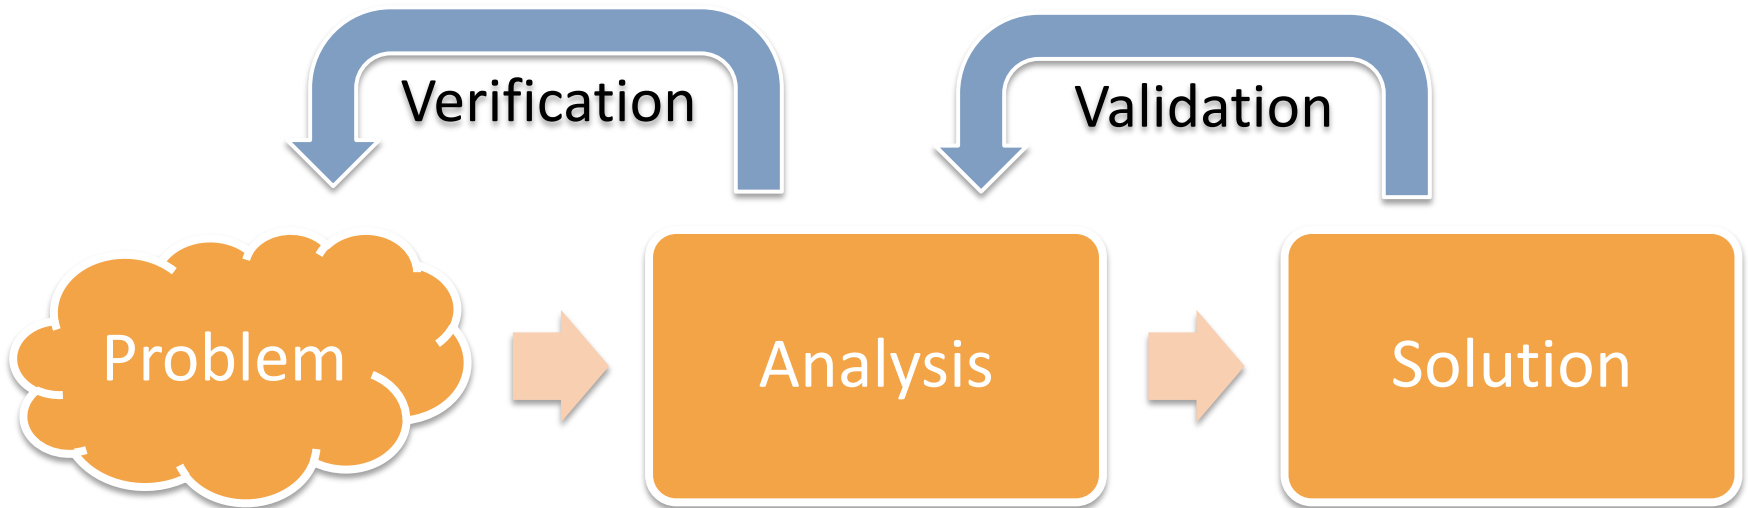 Verification
Validation
Problem
Analysis
Solution